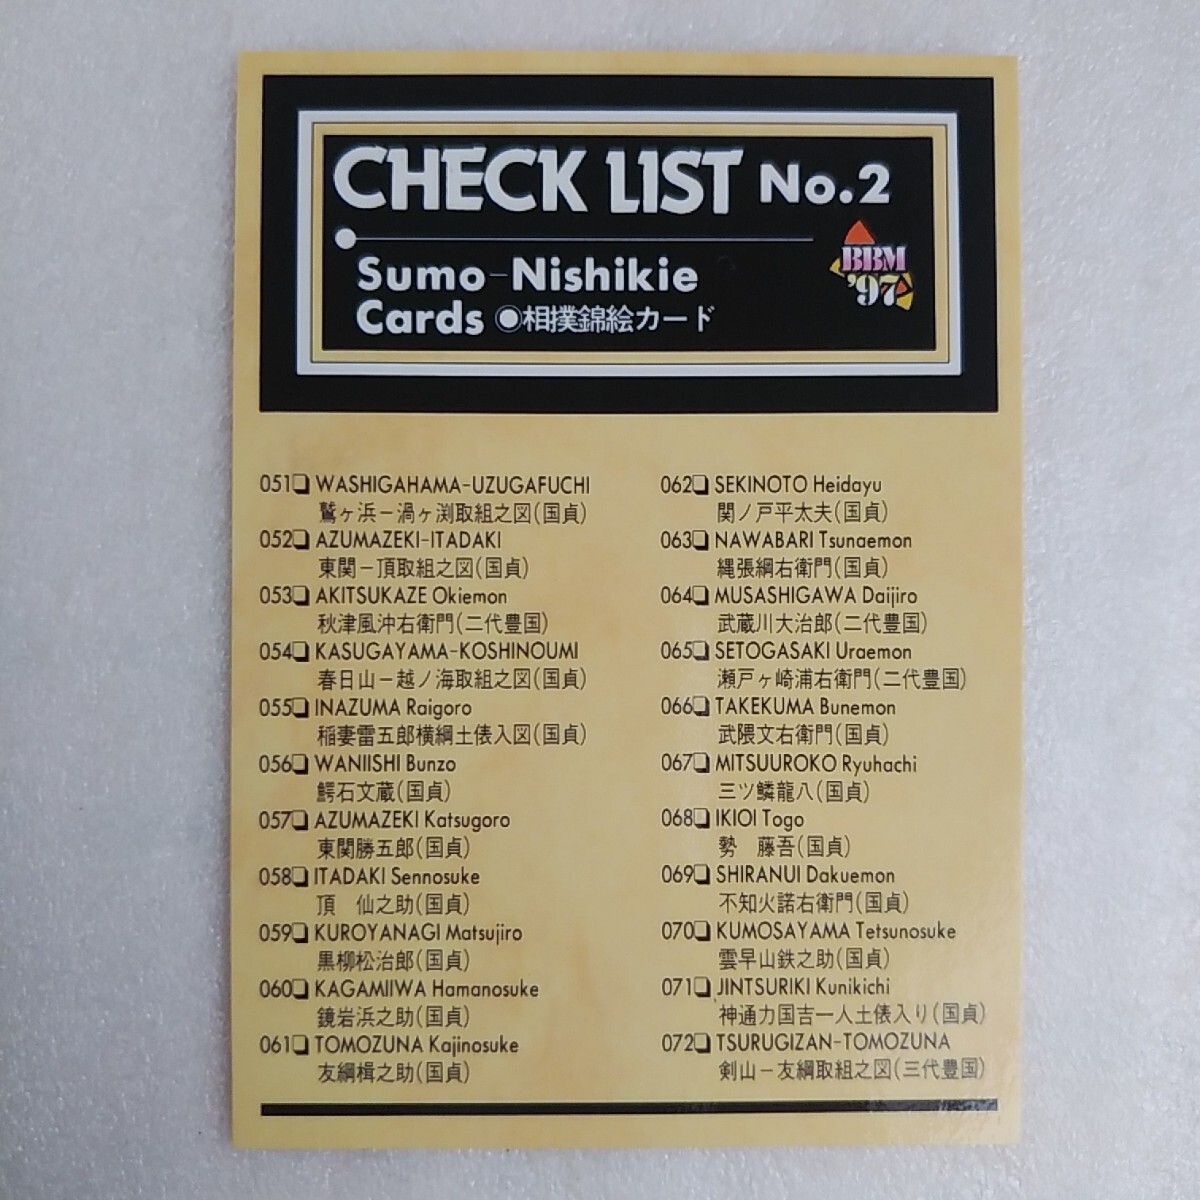 CHECK LIST No.2
Sumo-Nishikie
Cards ◉相撲錦絵カード
BBM
'97
051❏ WASHIGAHAMA-UZUGAFUCHI
鷲ヶ浜－渦ヶ渕取組之図(国貞)
052❏ AZUMAZEKI-ITADAKI
東関－頂取組之図(国貞)
053❏ AKITSUKAZE Okiemon
秋津風沖右衛門(二代豊国)
054❏ KASUGAYAMA-KOSHINOUMI
春日山－越ノ海取組之図(国貞)
055❏ INAZUMA Raigoro
稲妻雷五郎横綱土俵入図(国貞)
056❏ WANIISHI Bunzo
鰐石文蔵(国貞)
057❏ AZUMAZEKI Katsugoro
東関勝五郎(国貞)
058❏ ITADAKI Sennosuke
頂　仙之助(国貞)
059❏ KUROYANAGI Matsujiro
黒柳松治郎(国貞)
060❏ KAGAMIIWA Hamanosuke
鏡岩浜之助(国貞)
061❏ TOMOZUNA Kajinosuke
友綱楫之助(国貞)
062❏ SEKINOTO Heidayu
関ノ戸平太夫(国貞)
063❏ NAWABARI Tsunaemon
縄張綱右衛門(国貞)
064❏ MUSASHIGAWA Daijiro
武蔵川大治郎(二代豊国)
065❏ SETOGASAKI Uraemon
瀬戸ヶ崎浦右衛門(二代豊国)
066❏ TAKEKUMA Bunemon
武隈文右衛門(国貞)
067❏ MITSUUROKO Ryuhachi
三ツ鱗龍八(国貞)
068❏ IKIOI Togo
勢　藤吾(国貞)
069❏ SHIRANUI Dakuemon
不知火諾右衛門(国貞)
070❏ KUMOSAYAMA Tetsunosuke
雲早山鉄之助(国貞)
071❏ JINTSURIKI Kunikichi
神通力国吉一人土俵入り(国貞)
072❏ TSURUGIZAN-TOMOZUNA
剣山－友綱取組之図(三代豊国)